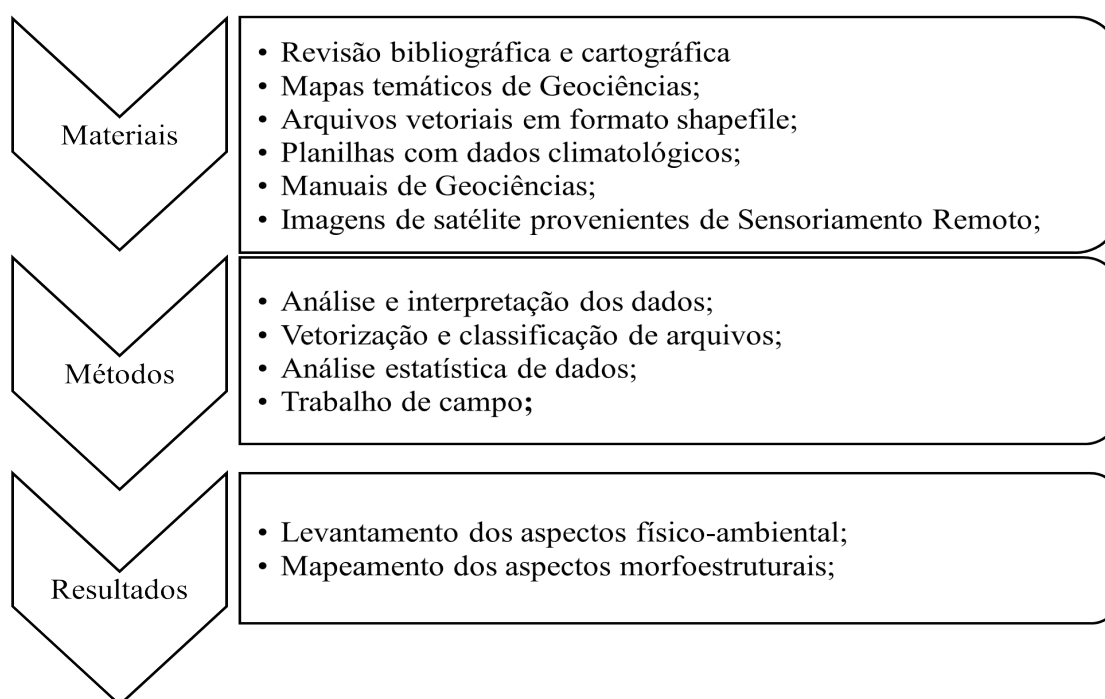 Materiais
• Revisão bibliográfica e cartográfica
• Mapas temáticos de Geociências;
• Arquivos vetoriais em formato shapefile;
• Planilhas com dados climatológicos;
• Manuais de Geociências;
• Imagens de satélite provenientes de Sensoriamento Remoto;
Métodos
• Análise e interpretação dos dados;
• Vetorização e classificação de arquivos;
• Análise estatística de dados;
• Trabalho de campo;
Resultados
• Levantamento dos aspectos físico-ambiental;
• Mapeamento dos aspectos morfoestruturais;